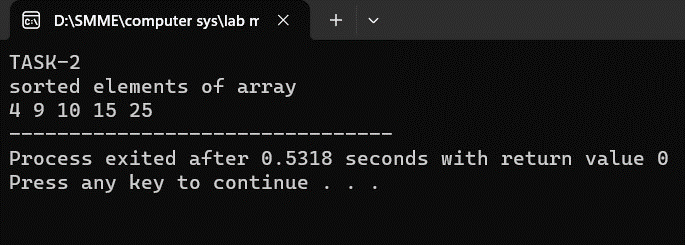 D:\SMME\computer sys\lab m
TASK-2
sorted elements of array
4 9 10 15 25
--------------------------------
Process exited after 0.5318 seconds with return value 0
Press any key to continue . . .